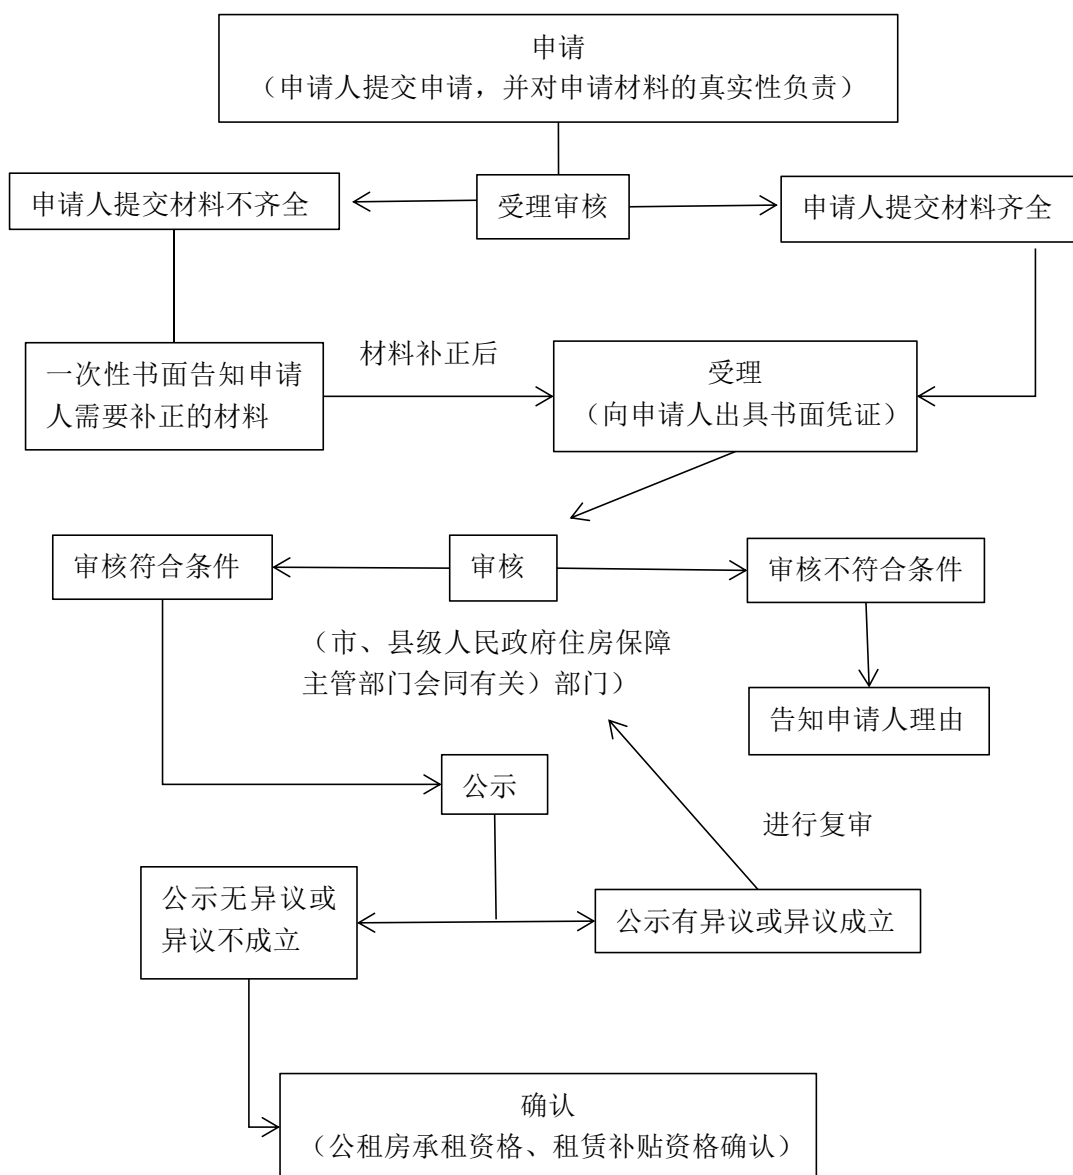 申请
（申请人提交申请，并对申请材料的真实性负责）
申请人提交材料不齐全
受理审核
申请人提交材料齐全
一次性书面告知申请
人需要补正的材料
材料补正后
受理
（向申请人出具书面凭证）
审核符合条件
审核
审核不符合条件
（市、县级人民政府住房保障
主管部门会同有关）部门）
告知申请人理由
公示
进行复审
公示无异议或
异议不成立
公示有异议或异议成立
确认
（公租房承租资格、租赁补贴资格确认）